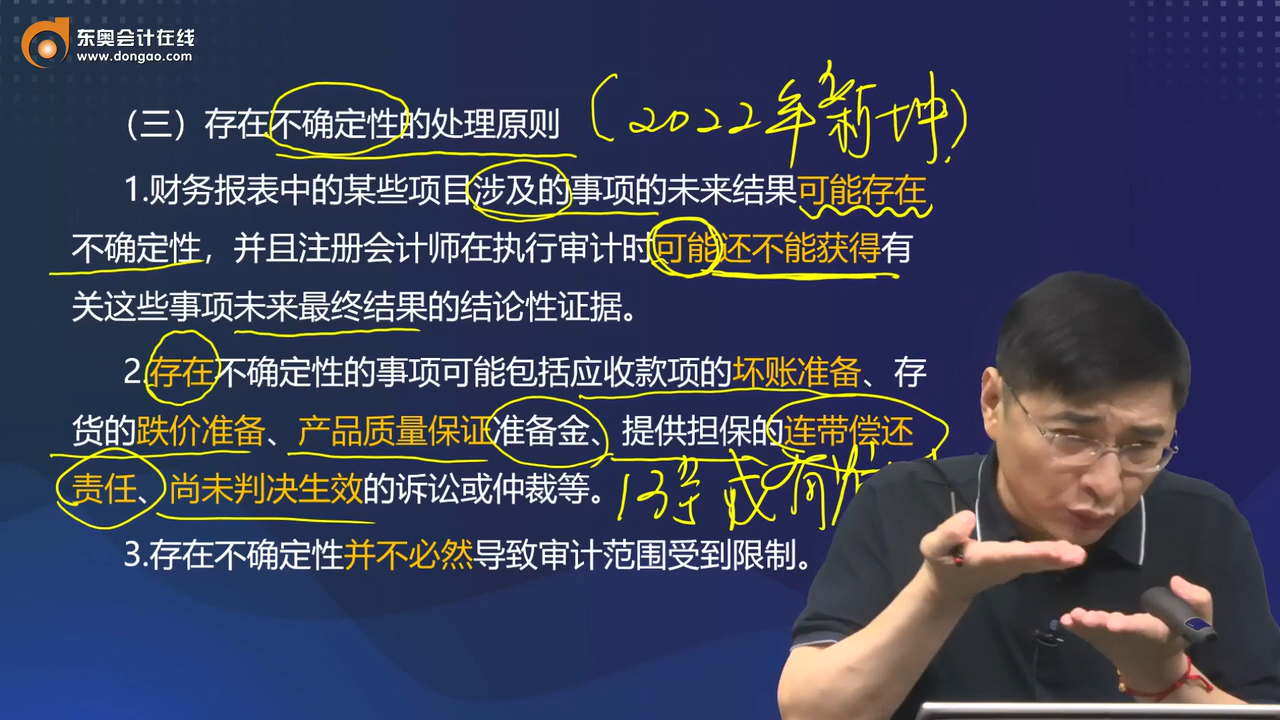 东奥会计在线
www.dongao.com
（三）存在不确定性的处理原则 （2022年新增）
1.财务报表中的某些项目涉及的事项的未来结果可能存在
不确定性，并且注册会计师在执行审计时可能还不能获得有
关这些事项未来最终结果的结论性证据。
2.存在不确定性的事项可能包括应收款项的坏账准备、存
货的跌价准备、产品质量保证准备金、提供担保的连带偿还
责任、尚未判决生效的诉讼或仲裁等。
或有
3.存在不确定性并不必然导致审计范围受到限制。